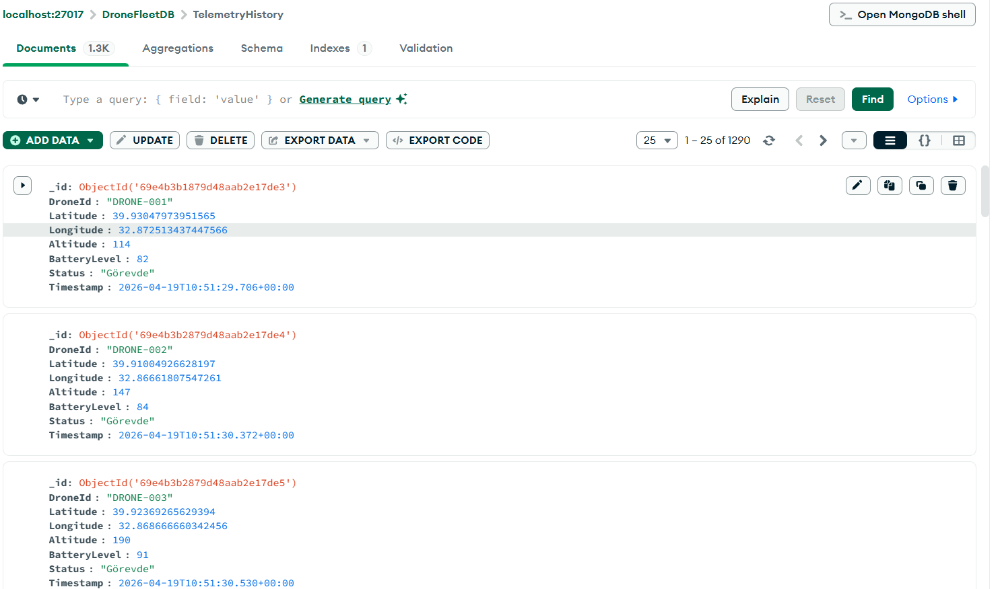 localhost:27017 > DroneFleetDB > TelemetryHistory
>_ Open MongoDB shell
Documents 1.3K Aggregations Schema Indexes 1 Validation
Type a query: { field: 'value' } or Generate query
Explain Reset Find Options
ADD DATA UPDATE DELETE EXPORT DATA </> EXPORT CODE 25 1 – 25 of 1290 {}
_id: ObjectId('69e4b3b1879d48aab2e17de3')
DroneId : "DRONE-001"
Latitude : 39.93047973951565
Longitude : 32.872513437447566
Altitude : 114
BatteryLevel : 82
Status : "Görevde"
Timestamp : 2026-04-19T10:51:29.706+00:00
_id: ObjectId('69e4b3b2879d48aab2e17de4')
DroneId : "DRONE-002"
Latitude : 39.91004926628197
Longitude : 32.86661807547261
Altitude : 147
BatteryLevel : 84
Status : "Görevde"
Timestamp : 2026-04-19T10:51:30.372+00:00
_id: ObjectId('69e4b3b2879d48aab2e17de5')
DroneId : "DRONE-003"
Latitude : 39.92369265629394
Longitude : 32.868666660342456
Altitude : 190
BatteryLevel : 91
Status : "Görevde"
Timestamp : 2026-04-19T10:51:30.530+00:00